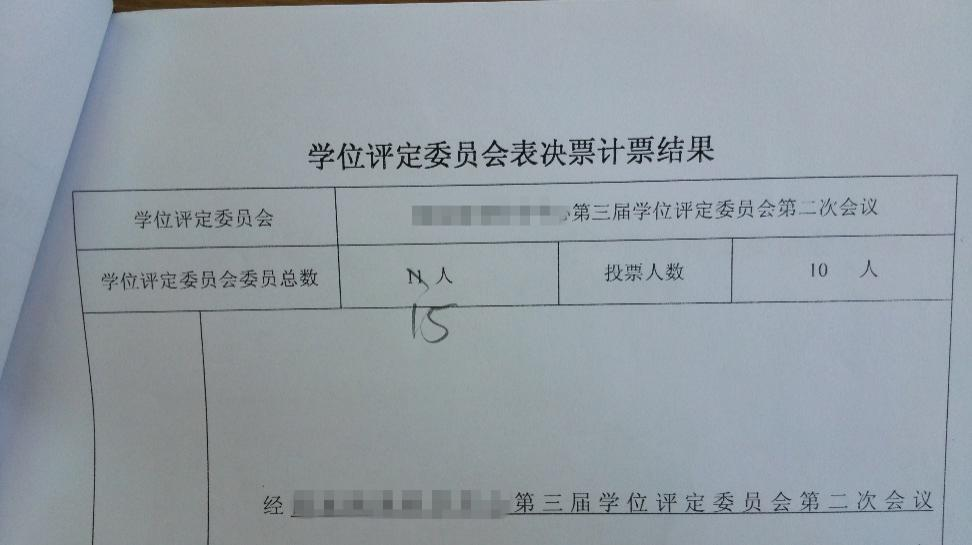 学位评定委员会表决票计票结果
学位评定委员会 第三届学位评定委员会第二次会议
学位评定委员会委员总数 N 人 投票人数 10 人
15
经 第三届学位评定委员会第二次会议